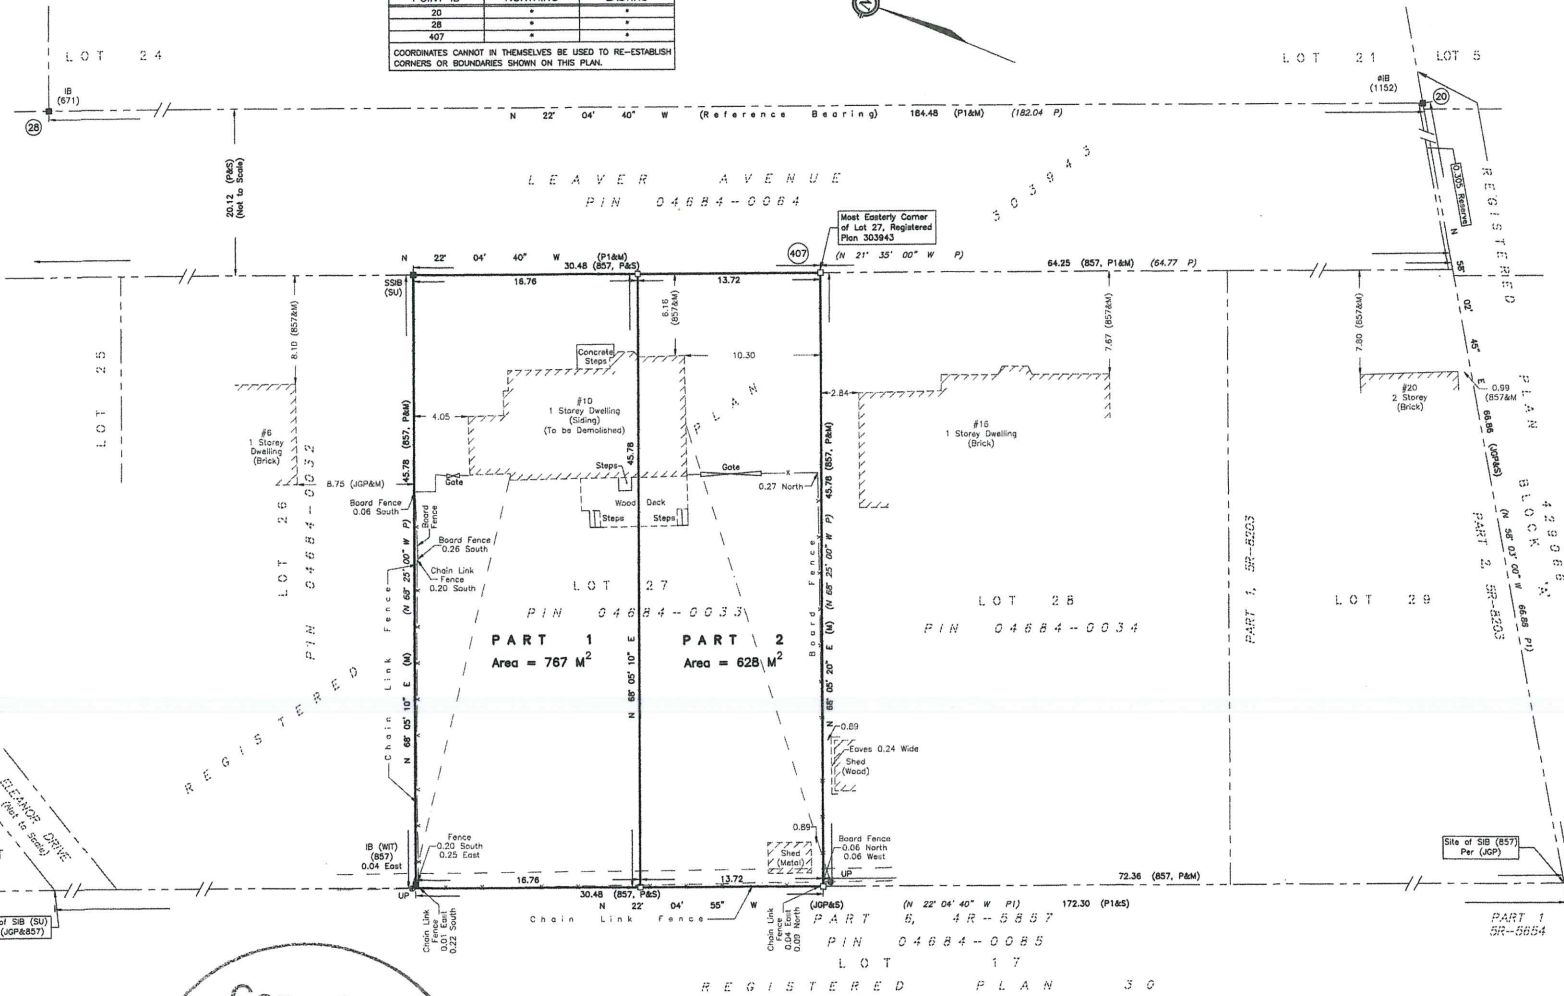 20 " "
28 " "
407 " "
COORDINATES CANNOT IN THEMSELVES BE USED TO RE-ESTABLISH
CORNERS OR BOUNDARIES SHOWN ON THIS PLAN.
LOT 24
LOT 21
LOT 5
IB
(671)
28
øIB
(1152)
20
N 22° 04' 40" W (Reference Bearing) 184.48 (P1&M) (182.04 P)
20.12 (P&S)
(Not to Scale)
LEAVER AVENUE
PIN 04684-0064
303943
0.305 Reserve
REGISTERED
Most Easterly Corner
of Lot 27, Registered
Plan 303943
407
N 22° 04' 40" W (P1&M)
30.48 (857, P&S)
(N 21° 35' 00" W P)
64.25 (857, P1&M) (64.77 P)
SSIB
(SU)
16.76
13.72
8.10 (857&M)
6.16
(857&M)
7.67 (857&M)
7.80 (857&M)
N 58° 02' 45" E
66.86 (JGP&S)
(N 58° 03' 00" W 66.86 P1)
LOT 25
Concrete
Steps
10.30
#10
1 Storey Dwelling
(Siding)
(To be Demolished)
4.05
2.84
PLAN
#6
1 Storey
Dwelling
(Brick)
#16
1 Storey Dwelling
(Brick)
#20
2 Storey
(Brick)
0.99
(857&M
PLAN
BLOCK 'A'
429066
45.78 (857, P&M)
45.78
45.78 (857, P&M)
8.75 (JGP&M)
Gate
Steps
Gate
0.27 North
Wood Deck
Steps
Steps
Board Fence
0.06 South
Board
Fence
Board Fence
0.26 South
Chain Link
Fence
0.20 South
LOT 26
PIN 04684-0032
(N 68° 25' 00" W P)
N 68° 05' 10" E (M)
Chain Link Fence
LOT 27
PIN 04684-0033
PART 1
Area = 767 M²
PART 2
Area = 628 M²
N 68° 05' 10" E
Board Fence
(N 68° 25' 00" W P)
N 68° 05' 20" E (M)
LOT 28
PIN 04684-0034
PART 1, 5R-8203
LOT 29
PART 2, 5R-8203
REGISTERED
0.89
Eaves 0.24 Wide
Shed
(Wood)
ELEANOR DRIVE
(Not to Scale)
IB (WIT)
(857)
0.04 East
Fence
0.20 South
0.25 East
0.89
Shed
(Metal)
Board Fence
0.06 North
0.06 West
Site of SIB (857)
Per (JGP)
UP
16.76
13.72
UP
72.36 (857, P&M)
30.48 (857, P&S)
N 22° 04' 55" W (JGP&S) (N 22° 04' 40" W P1) 172.30 (P1&S)
of SIB (SU)
(JGP&857)
Chain Link
Fence
0.01 East
0.22 South
Chain Link Fence
Chain Link
Fence
0.04 East
0.09 North
PART 6, 4R-5857
PIN 04684-0085
LOT 17
REGISTERED PLAN 30
PART 1
5R-5654